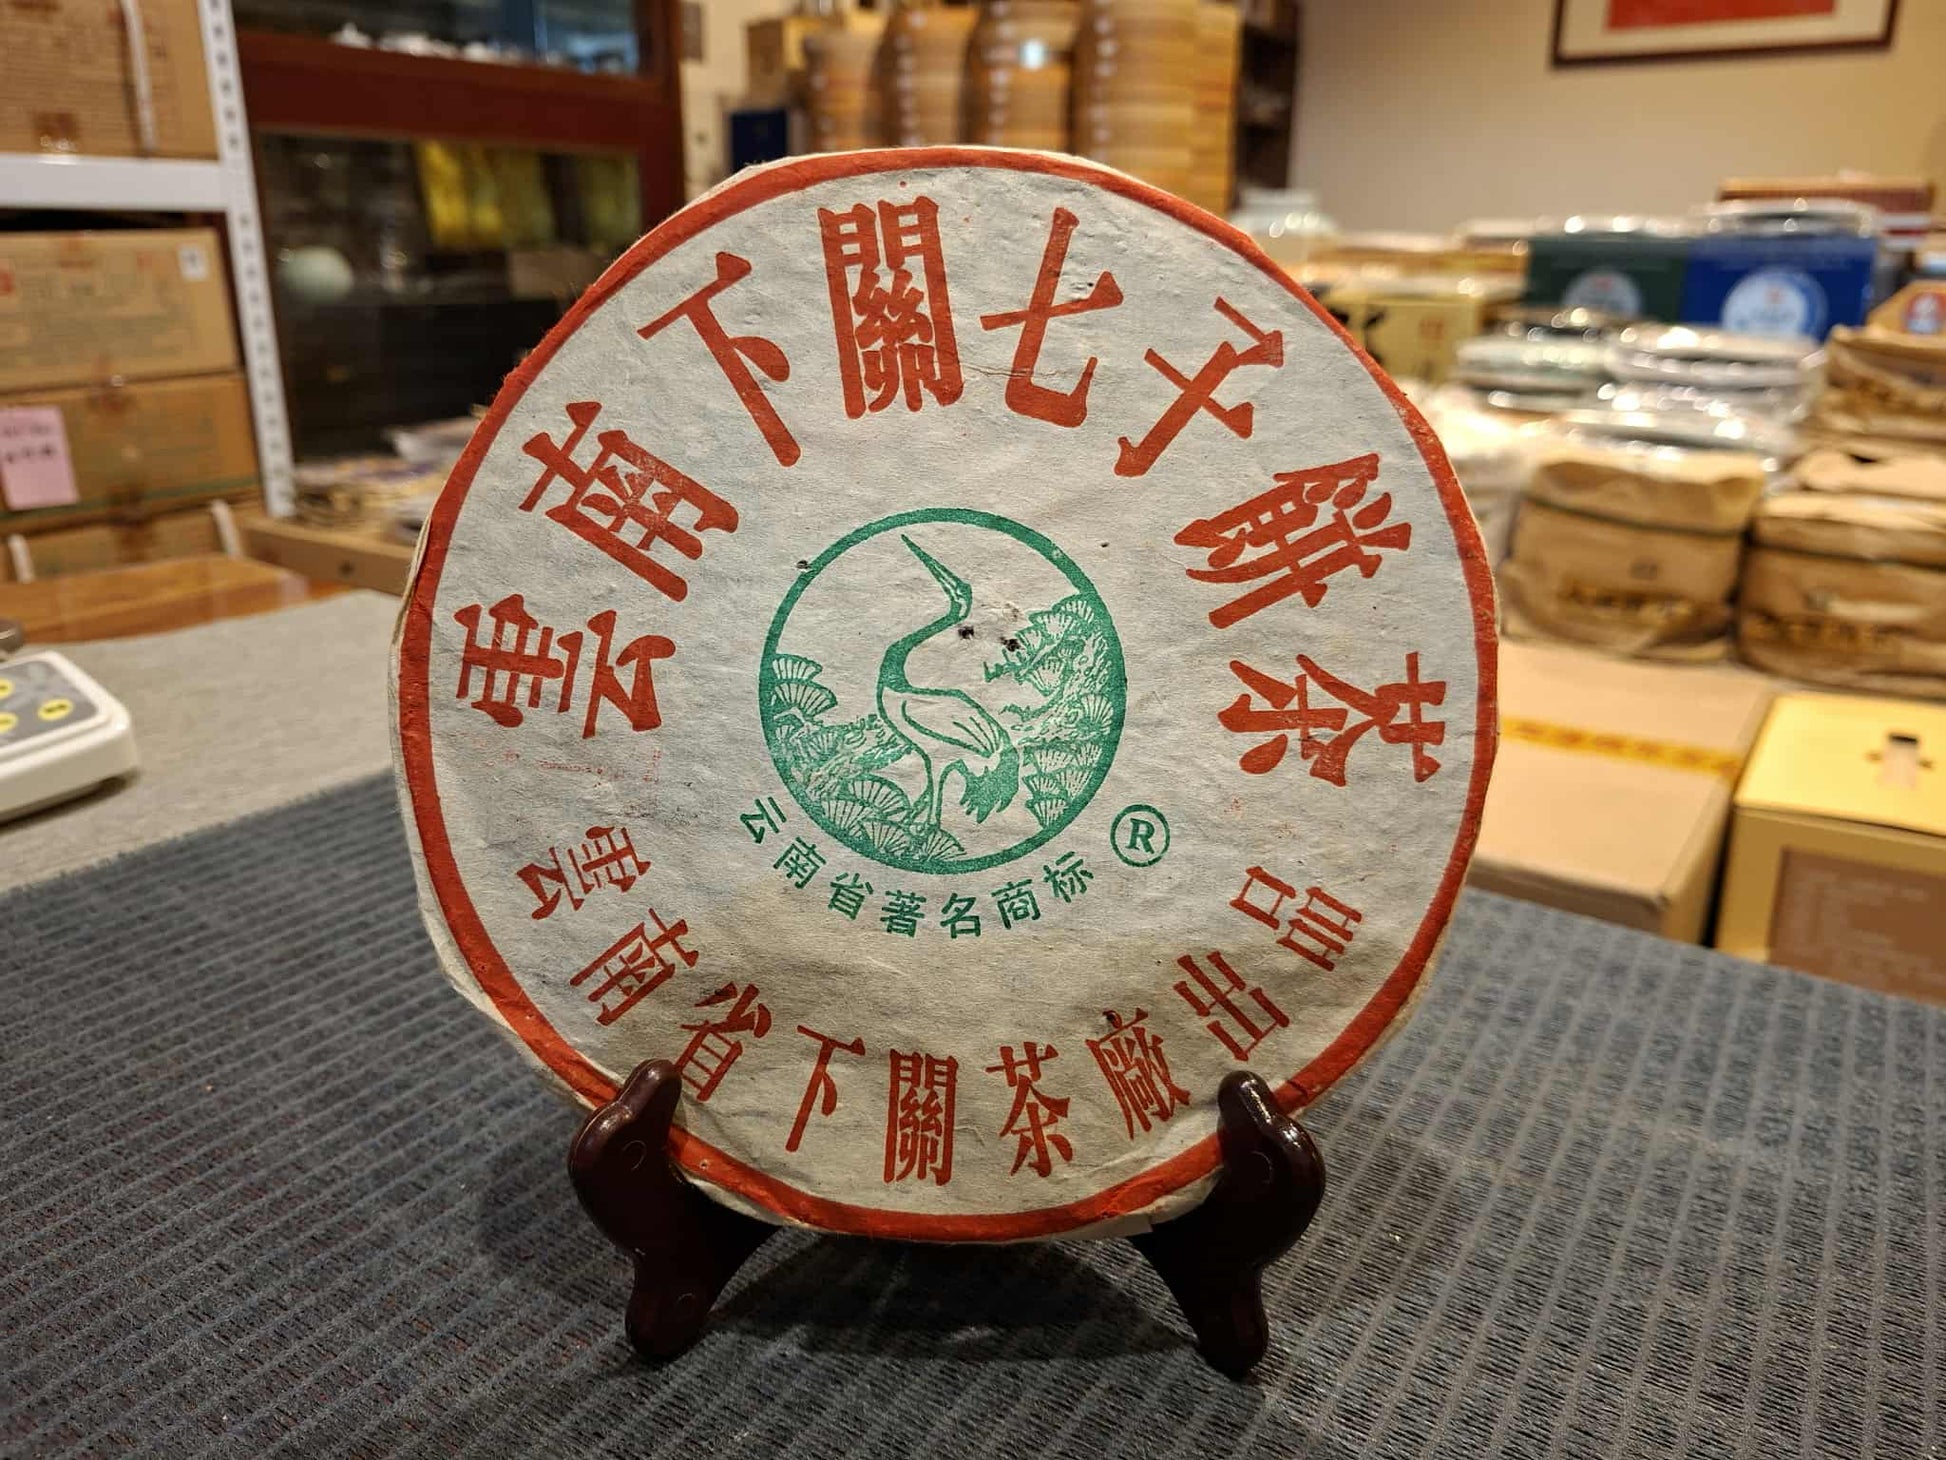 雲南下關七子餅茶
云南省著名商标 ®
雲南省下關茶廠出品